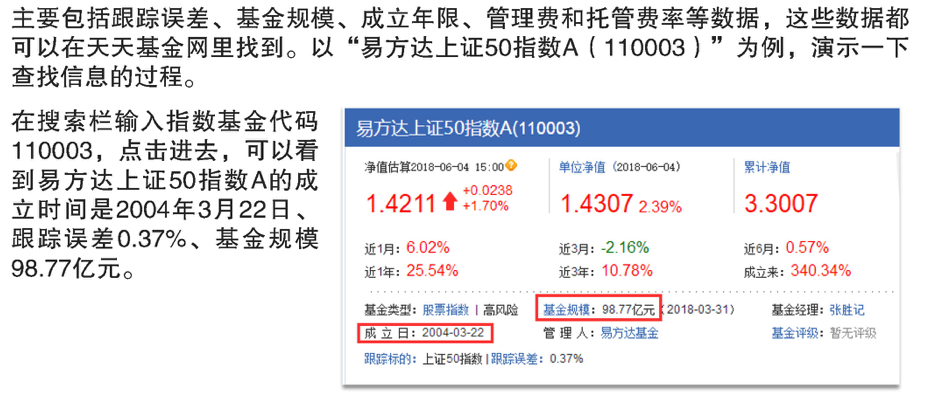 主要包括跟踪误差、基金规模、成立年限、管理费和托管费率等数据，这些数据都
可以在天天基金网里找到。以“易方达上证50指数A（110003）”为例，演示一下
查找信息的过程。
在搜索栏输入指数基金代码
110003，点击进去，可以看
到易方达上证50指数A的成
立时间是2004年3月22日、
跟踪误差0.37%、基金规模
98.77亿元。
易方达上证50指数A(110003)
净值估算2018-06-04 15:00 单位净值（2018-06-04） 累计净值
1.4211 +0.0238 +1.70% 1.4307 2.39% 3.3007
近1月：6.02% 近3月：-2.16% 近6月：0.57%
近1年：25.54% 近3年：10.78% 成立来：340.34%
基金类型：股票指数 | 高风险 基金规模：98.77亿元（2018-03-31） 基金经理：张胜记
成 立 日：2004-03-22 管 理 人：易方达基金 基金评级：暂无评级
跟踪标的：上证50指数 | 跟踪误差：0.37%